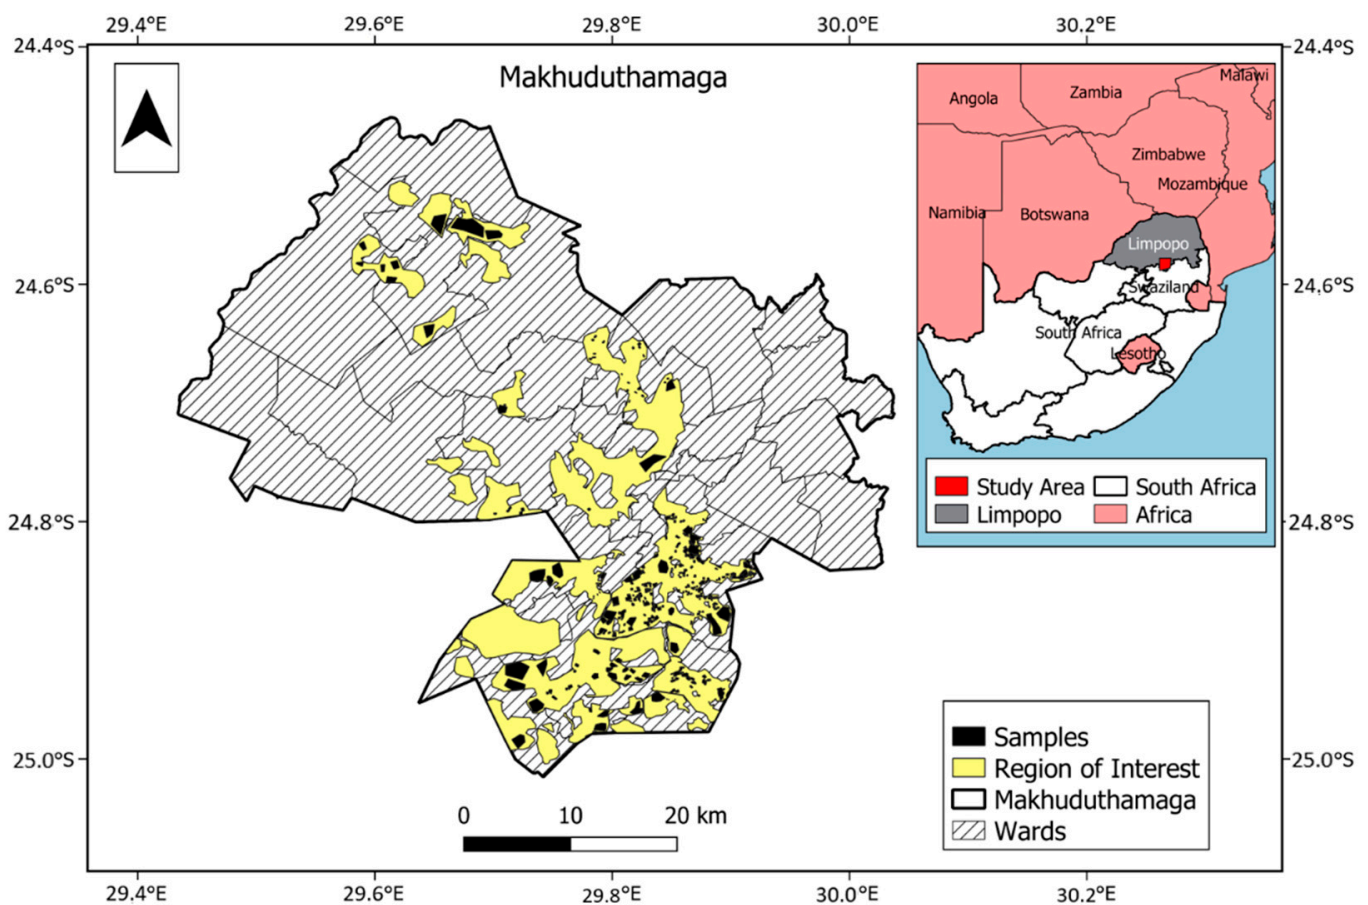 29.4°E 29.6°E 29.8°E 30.0°E 30.2°E
24.4°S 24.4°S
Makhuduthamaga
Malawi
Angola Zambia
Zimbabwe
Mozambique
Namibia Botswana
Limpopo
24.6°S 24.6°S
Swaziland
South Africa
Lesotho
Study Area South Africa
Limpopo Africa
24.8°S 24.8°S
Samples
25.0°S 25.0°S
Region of Interest
Makhuduthamaga
0 10 20 km
Wards
29.4°E 29.6°E 29.8°E 30.0°E 30.2°E